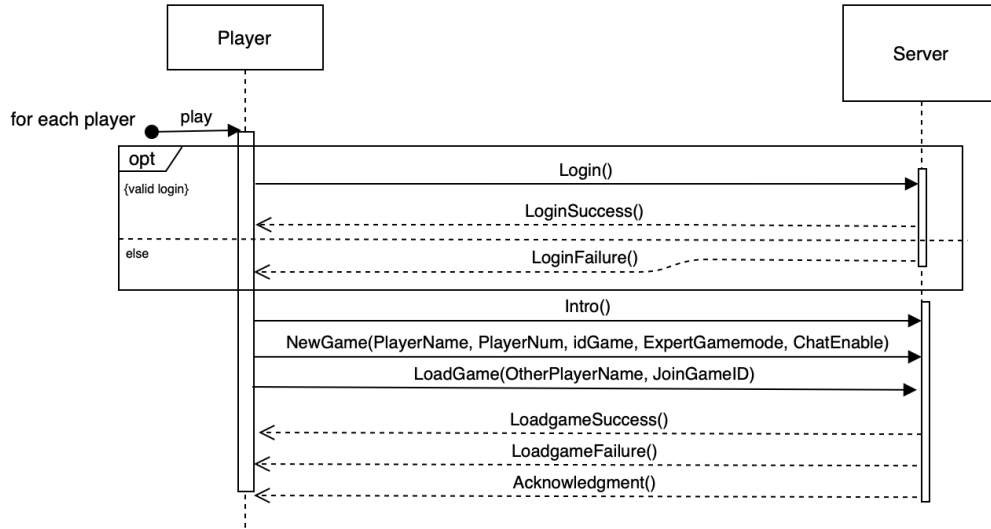 Player
Server
for each player
play
opt
{valid login}
Login()
LoginSuccess()
else
LoginFailure()
Intro()
NewGame(PlayerName, PlayerNum, idGame, ExpertGamemode, ChatEnable)
LoadGame(OtherPlayerName, JoinGameID)
LoadgameSuccess()
LoadgameFailure()
Acknowledgment()